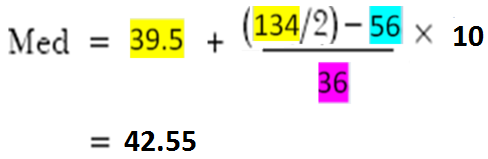 Med = 39.5 + (134/2) – 56 × 10
36
= 42.55